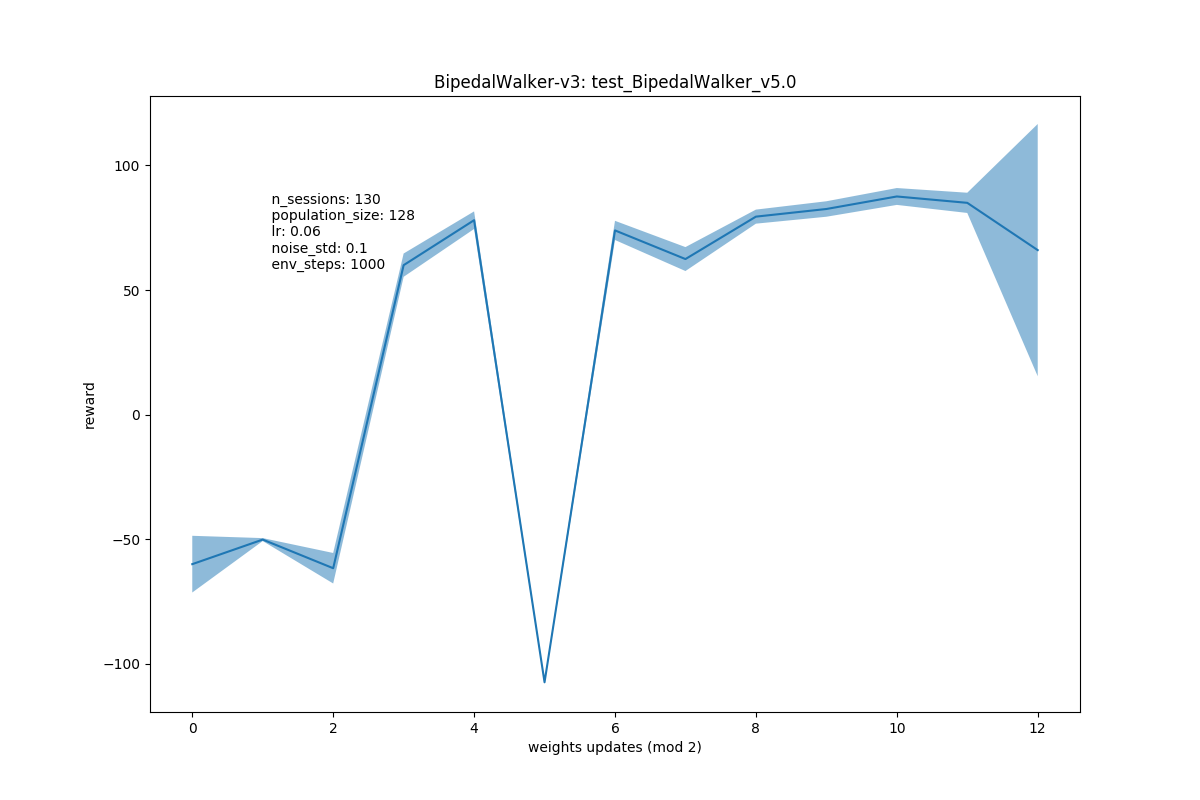 BipedalWalker-v3: test_BipedalWalker_v5.0
100
50
0
−50
−100
reward
n_sessions: 130
population_size: 128
lr: 0.06
noise_std: 0.1
env_steps: 1000
0 2 4 6 8 10 12
weights updates (mod 2)